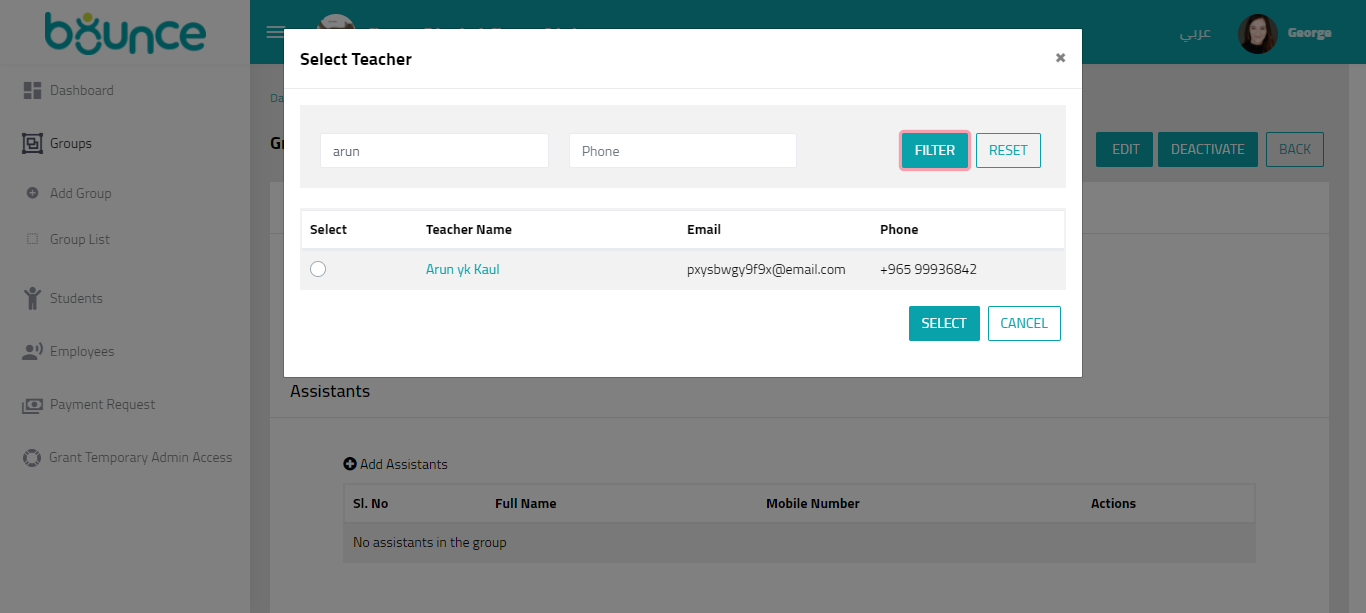 bounce
عربي
George
Select Teacher
×
Dashboard
Groups
Add Group
Group List
Students
Employees
Payment Request
Grant Temporary Admin Access
EDIT
DEACTIVATE
BACK
arun
Phone
FILTER
RESET
Select
Teacher Name
Email
Phone
Arun yk Kaul
pxysbwgy9f9x@email.com
+965 99936842
SELECT
CANCEL
Assistants
Add Assistants
Sl. No
Full Name
Mobile Number
Actions
No assistants in the group